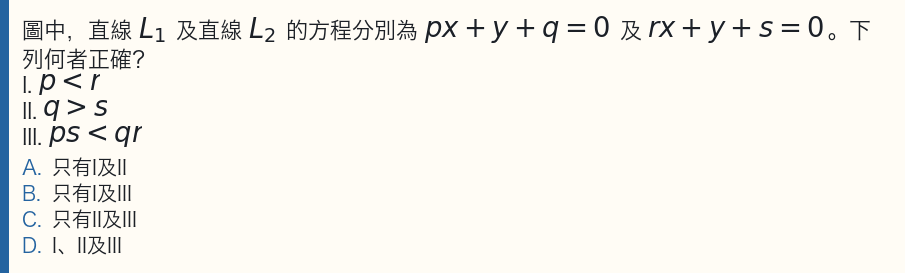 圖中，直線 L₁ 及直線 L₂ 的方程分別為 px + y + q = 0 及 rx + y + s = 0。下
列何者正確?
I. p < r
II. q > s
III. ps < qr
A. 只有I及II
B. 只有I及III
C. 只有II及III
D. I、II及III